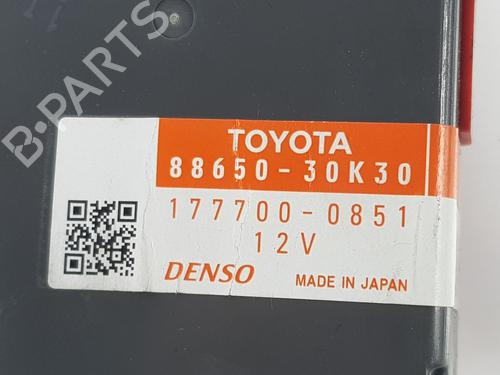 B-PARTS
TOYOTA
88650-30K30
177700-0851
12V
DENSO MADE IN JAPAN